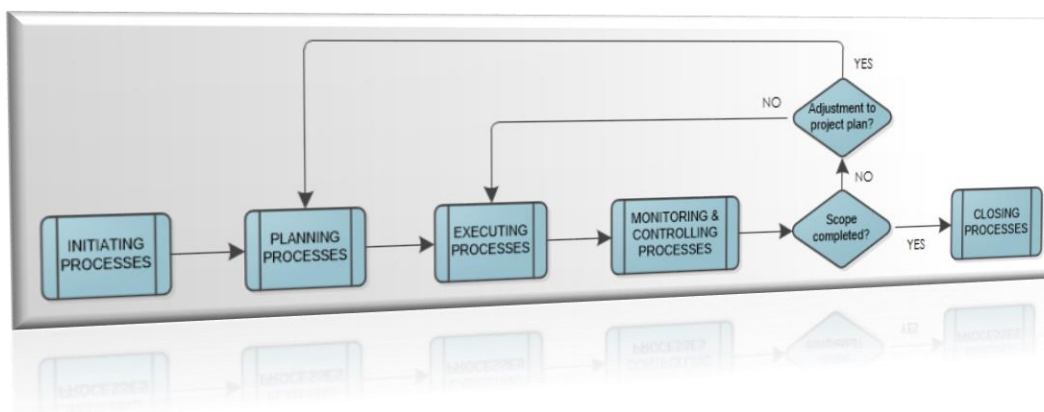 YES
NO
Adjustment to
project plan?
NO
INITIATING
PROCESSES
PLANNING
PROCESSES
EXECUTING
PROCESSES
MONITORING &
CONTROLLING
PROCESSES
Scope
completed?
YES
CLOSING
PROCESSES